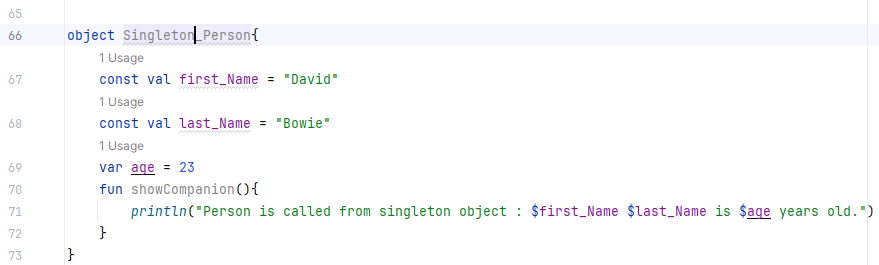 65
66 object Singleton_Person{
1 Usage
67 const val first_Name = "David"
1 Usage
68 const val last_Name = "Bowie"
1 Usage
69 var age = 23
70 fun showCompanion(){
71 println("Person is called from singleton object : $first_Name $last_Name is $age years old.")
72 }
73 }